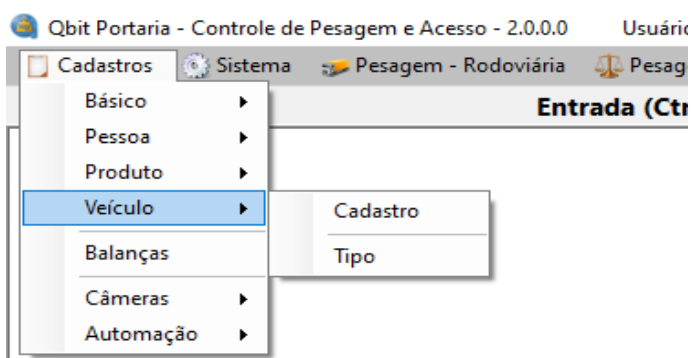 Qbit Portaria - Controle de Pesagem e Acesso - 2.0.0.0 Usuário
Cadastros Sistema Pesagem - Rodoviária
Básico
Entrada
Pessoa
Produto
Veículo
Cadastro
Balanças
Tipo
Câmeras
Automação